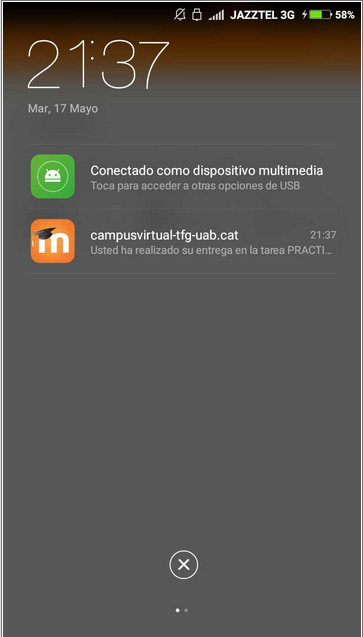 JAZZTEL 3G 58%
21:37
Mar, 17 Mayo
Conectado como dispositivo multimedia
Toca para acceder a otras opciones de USB
campusvirtual-tfg-uab.cat 21:37
Usted ha realizado su entrega en la tarea PRACTI...